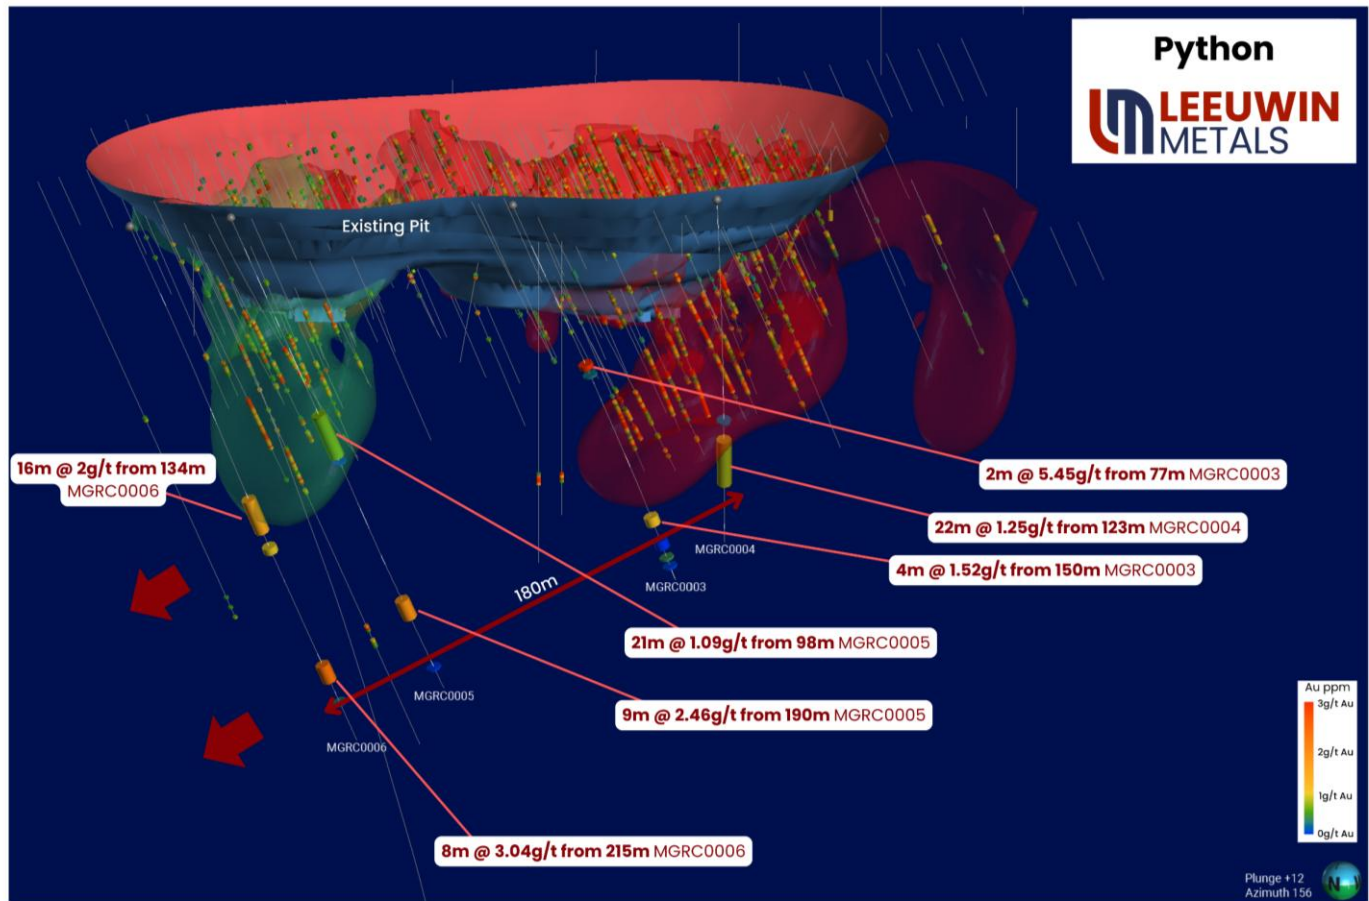 Python
LEEUWIN
METALS
Existing Pit
16m @ 2g/t from 134m
MGRC0006
2m @ 5.45g/t from 77m MGRC0003
22m @ 1.25g/t from 123m MGRC0004
MGRC0004
4m @ 1.52g/t from 150m MGRC0003
MGRC0003
180m
21m @ 1.09g/t from 98m MGRC0005
MGRC0005
9m @ 2.46g/t from 190m MGRC0005
MGRC0006
8m @ 3.04g/t from 215m MGRC0006
Au ppm
3g/t Au
2g/t Au
1g/t Au
0g/t Au
Plunge +12
Azimuth 156
N